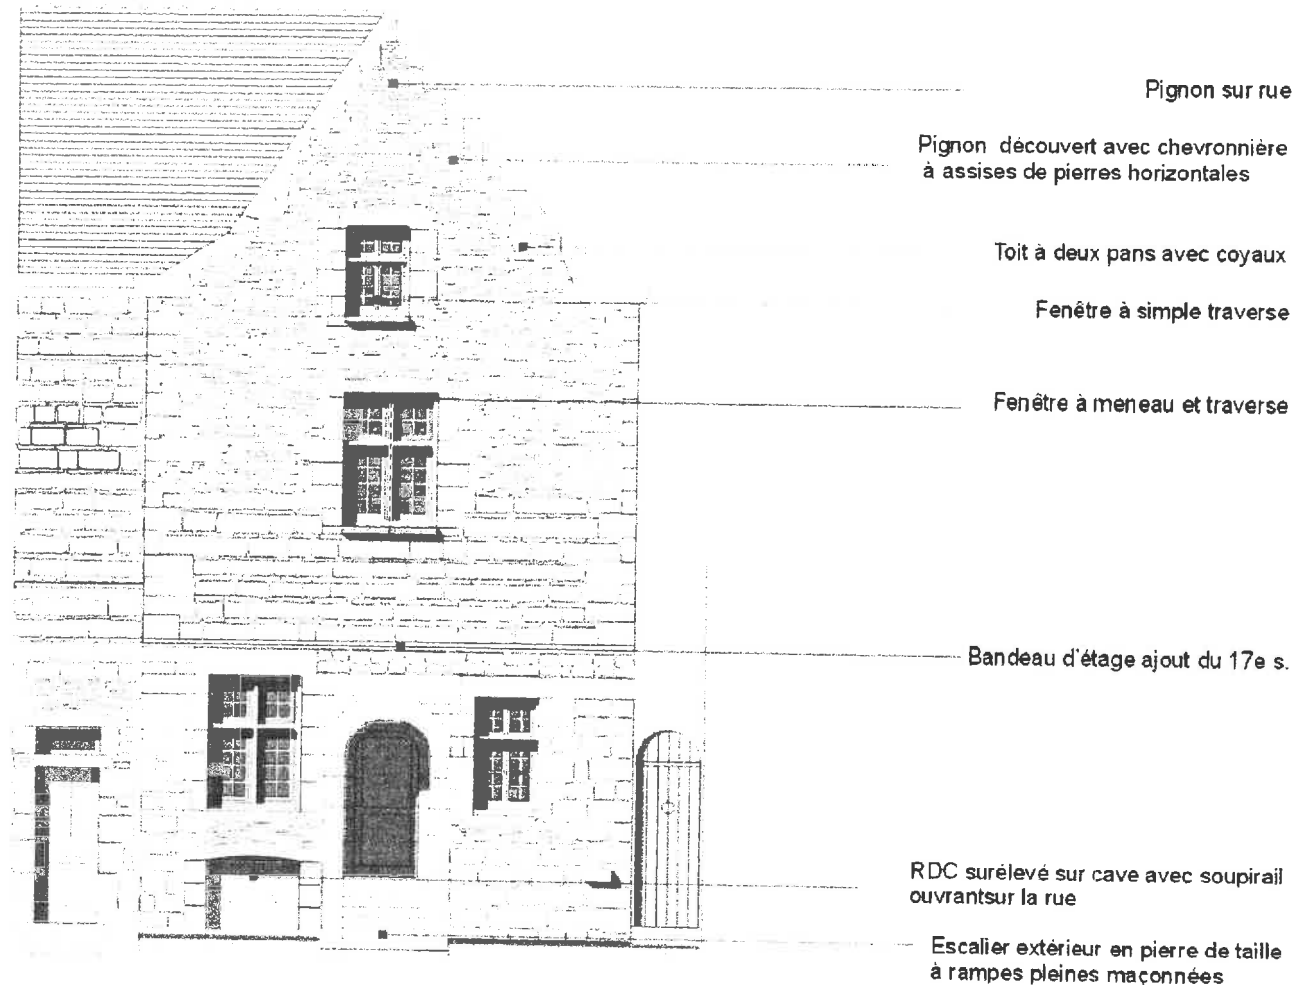 Pignon sur rue
Pignon découvert avec chevronnière
à assises de pierres horizontales
Toit à deux pans avec coyaux
Fenêtre à simple traverse
Fenêtre à meneau et traverse
Bandeau d'étage ajout du 17e s.
RDC surélevé sur cave avec soupirail
ouvrantsur la rue
Escalier extérieur en pierre de taille
à rampes pleines maçonnées